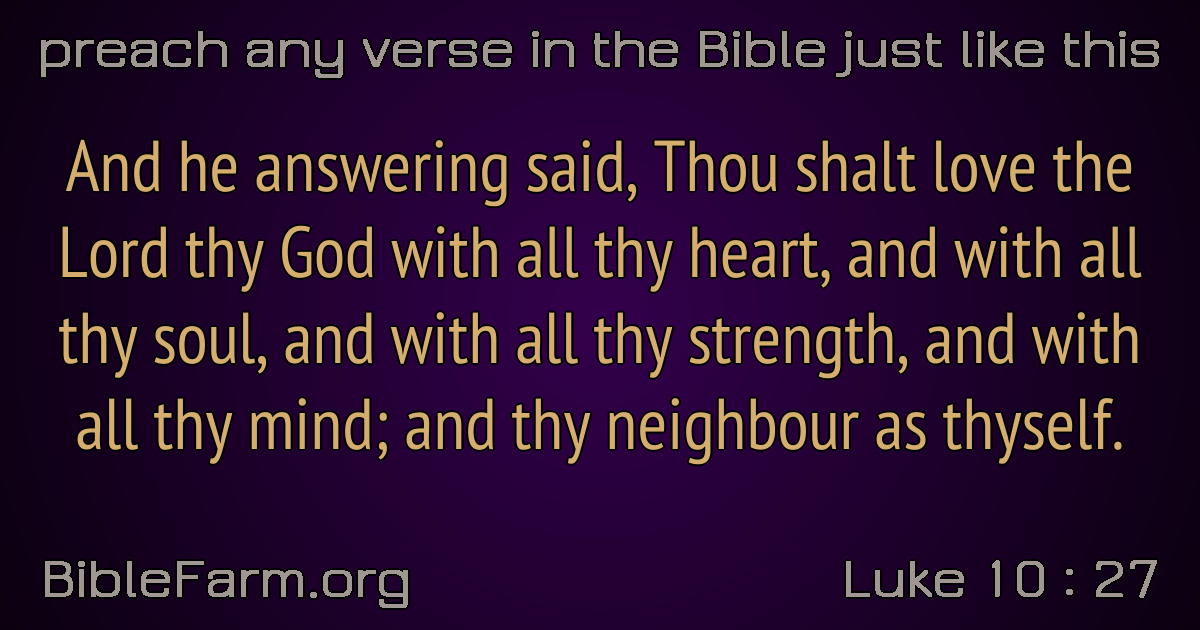 preach any verse in the Bible just like this
And he answering said, Thou shalt love the
Lord thy God with all thy heart, and with all
thy soul, and with all thy strength, and with
all thy mind; and thy neighbour as thyself.
BibleFarm.org
Luke 10 : 27